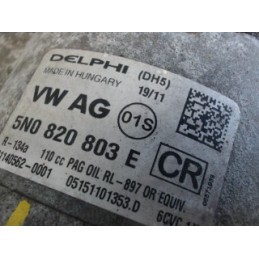 DELPHI (DH5)
MADE IN HUNGARY 19/11
VW AG 01S
5N0 820 803 E CR
R-134a 110 cc PAG OIL RL-897 OR EQUIV.
01140562-0001 05151101353.D 6CVC